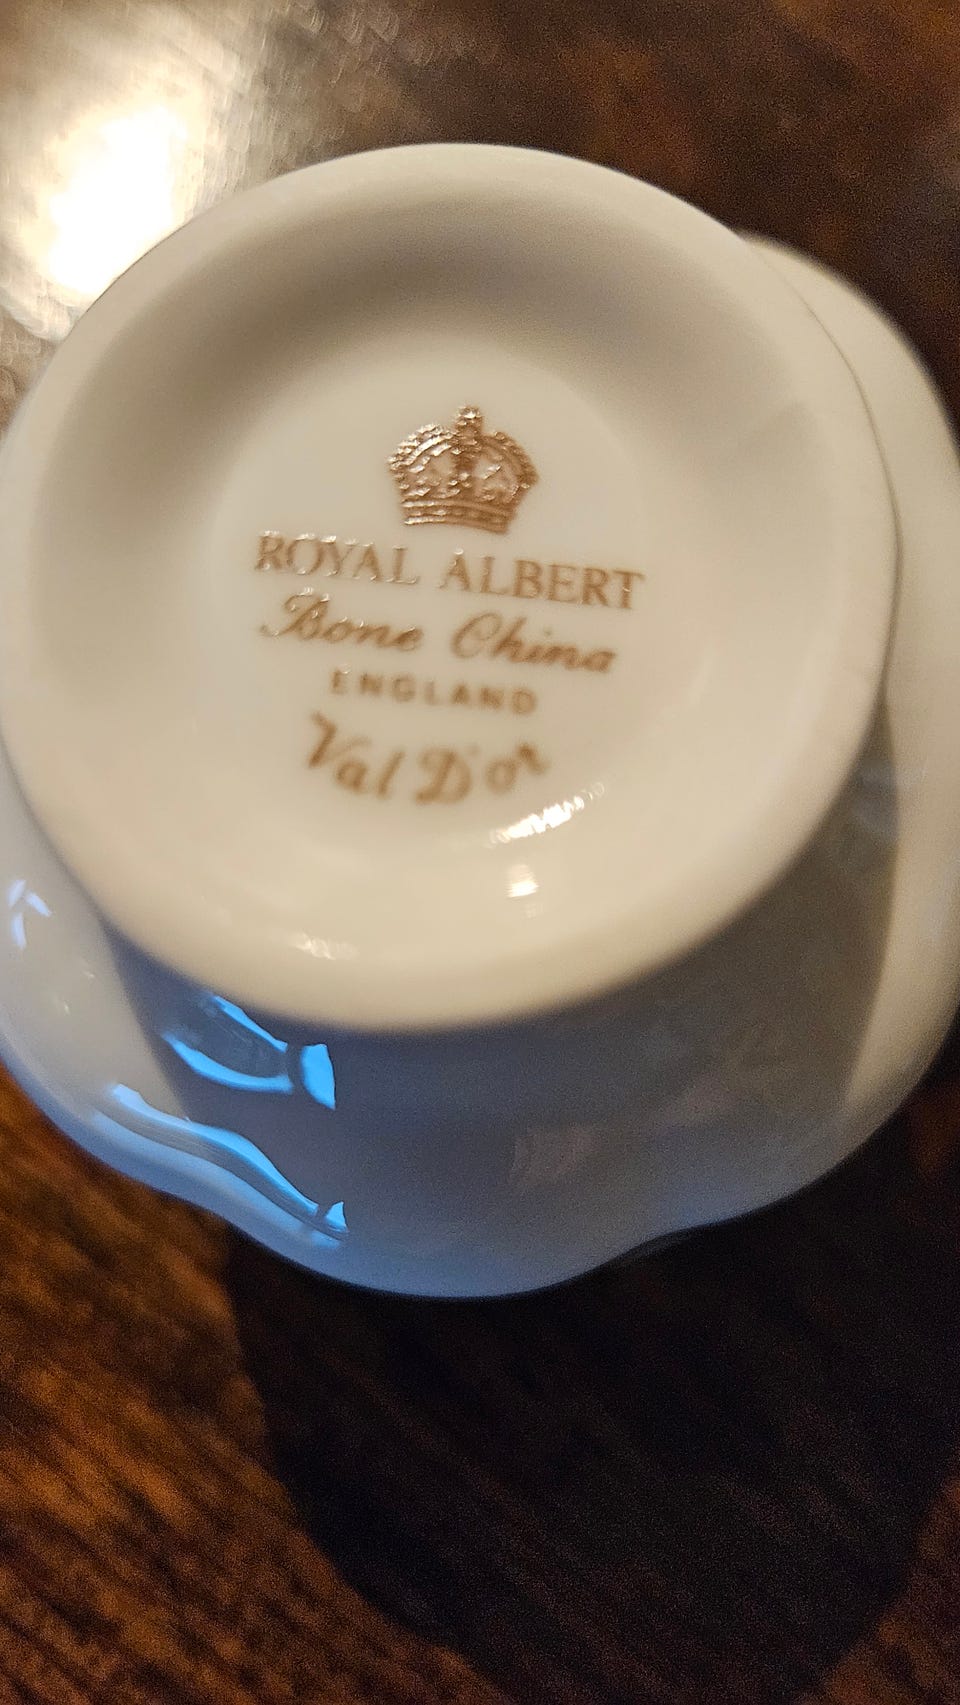 ROYAL ALBERT
Bone China
ENGLAND
Val D'or